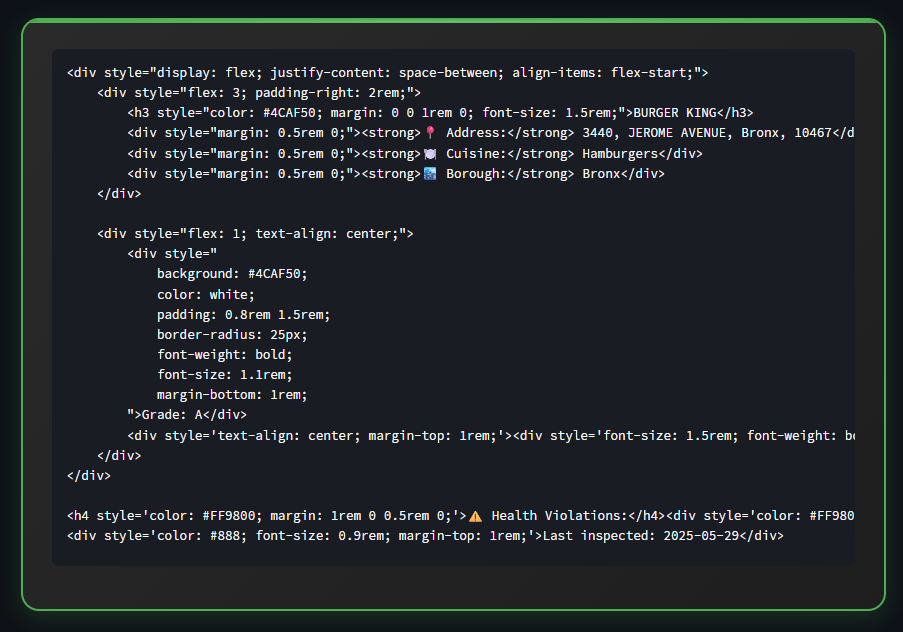 <div style="display: flex; justify-content: space-between; align-items: flex-start;">
    <div style="flex: 3; padding-right: 2rem;">
        <h3 style="color: #4CAF50; margin: 0 0 1rem 0; font-size: 1.5rem;">BURGER KING</h3>
        <div style="margin: 0.5rem 0;"><strong>📍 Address:</strong> 3440, JEROME AVENUE, Bronx, 10467</d
        <div style="margin: 0.5rem 0;"><strong>🍽️ Cuisine:</strong> Hamburgers</div>
        <div style="margin: 0.5rem 0;"><strong>🏙️ Borough:</strong> Bronx</div>
    </div>

    <div style="flex: 1; text-align: center;">
        <div style="
            background: #4CAF50;
            color: white;
            padding: 0.8rem 1.5rem;
            border-radius: 25px;
            font-weight: bold;
            font-size: 1.1rem;
            margin-bottom: 1rem;
        ">Grade: A</div>
        <div style='text-align: center; margin-top: 1rem;'><div style='font-size: 1.5rem; font-weight: bo
    </div>
</div>

<h4 style='color: #FF9800; margin: 1rem 0 0.5rem 0;'>⚠️ Health Violations:</h4><div style='color: #FF980
<div style='color: #888; font-size: 0.9rem; margin-top: 1rem;'>Last inspected: 2025-05-29</div>